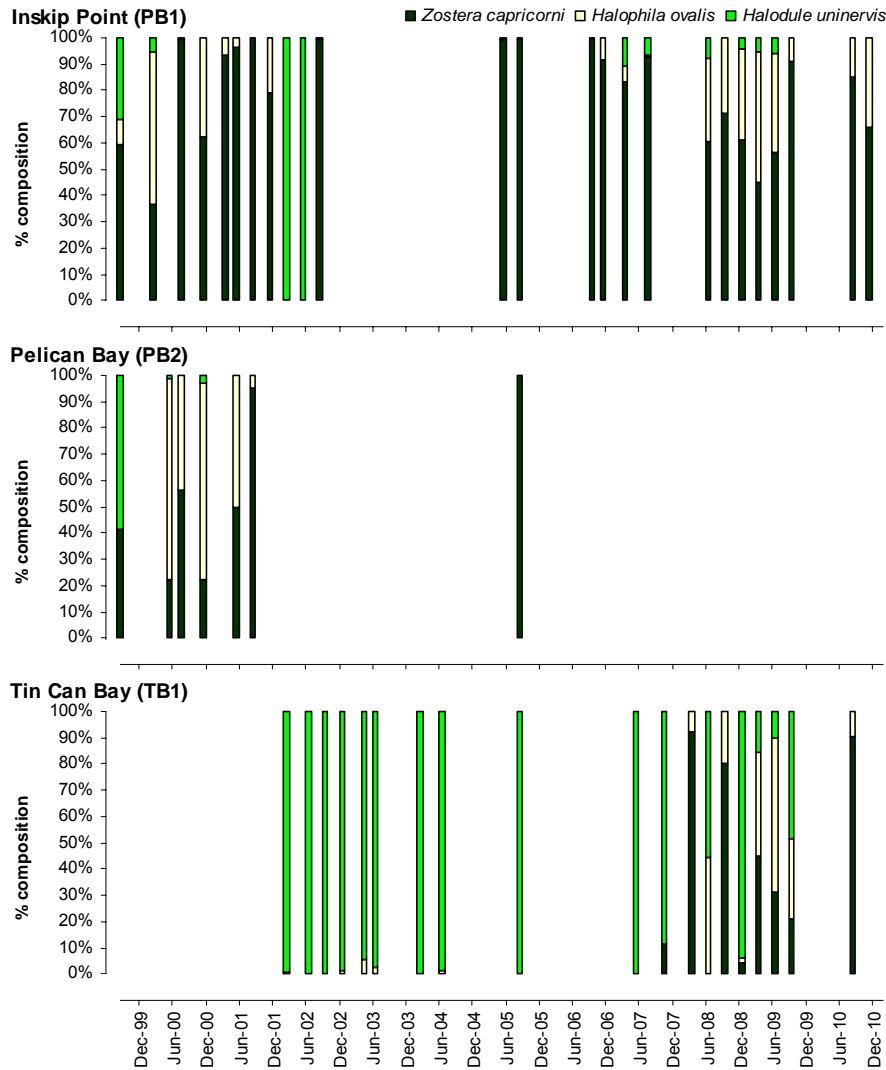 Inskip Point (PB1)
Zostera capricorni Halophila ovalis Halodule uninervis
100%
90%
80%
70%
60%
50%
40%
30%
20%
10%
0%
% composition
Pelican Bay (PB2)
100%
90%
80%
70%
60%
50%
40%
30%
20%
10%
0%
% composition
Tin Can Bay (TB1)
100%
90%
80%
70%
60%
50%
40%
30%
20%
10%
0%
% composition
Dec-99
Jun-00
Dec-00
Jun-01
Dec-01
Jun-02
Dec-02
Jun-03
Dec-03
Jun-04
Dec-04
Jun-05
Dec-05
Jun-06
Dec-06
Jun-07
Dec-07
Jun-08
Dec-08
Jun-09
Dec-09
Jun-10
Dec-10